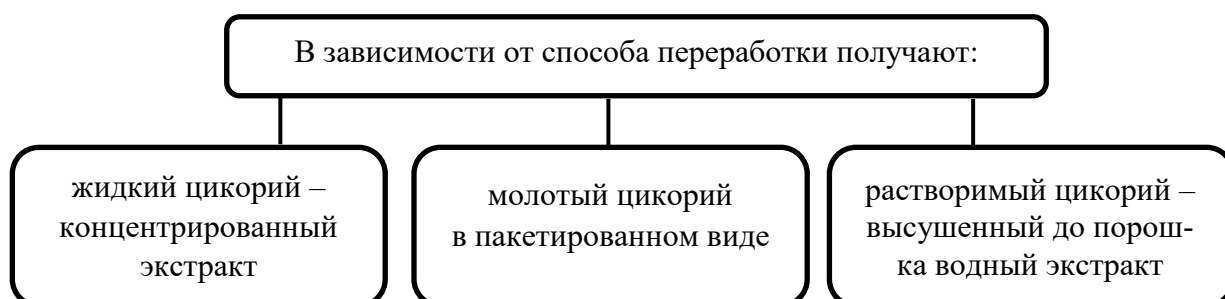 В зависимости от способа переработки получают:
жидкий цикорий –
концентрированный
экстракт
молотый цикорий
в пакетированном виде
растворимый цикорий –
высушенный до порош-
ка водный экстракт